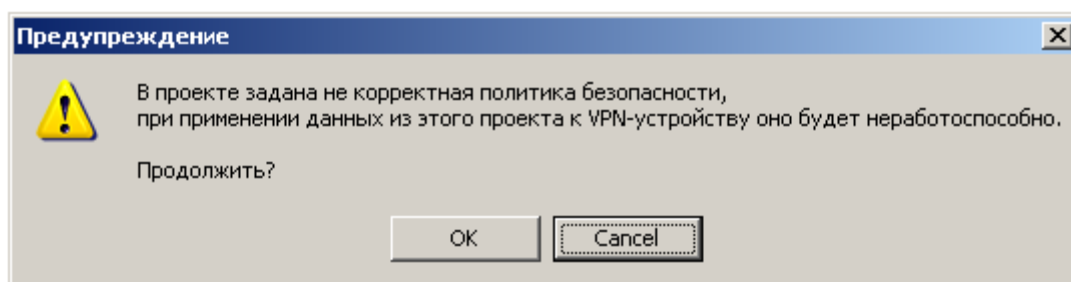 Предупреждение
В проекте задана не корректная политика безопасности,
при применении данных из этого проекта к VPN-устройству оно будет неработоспособно.
Продолжить?
OK
Cancel